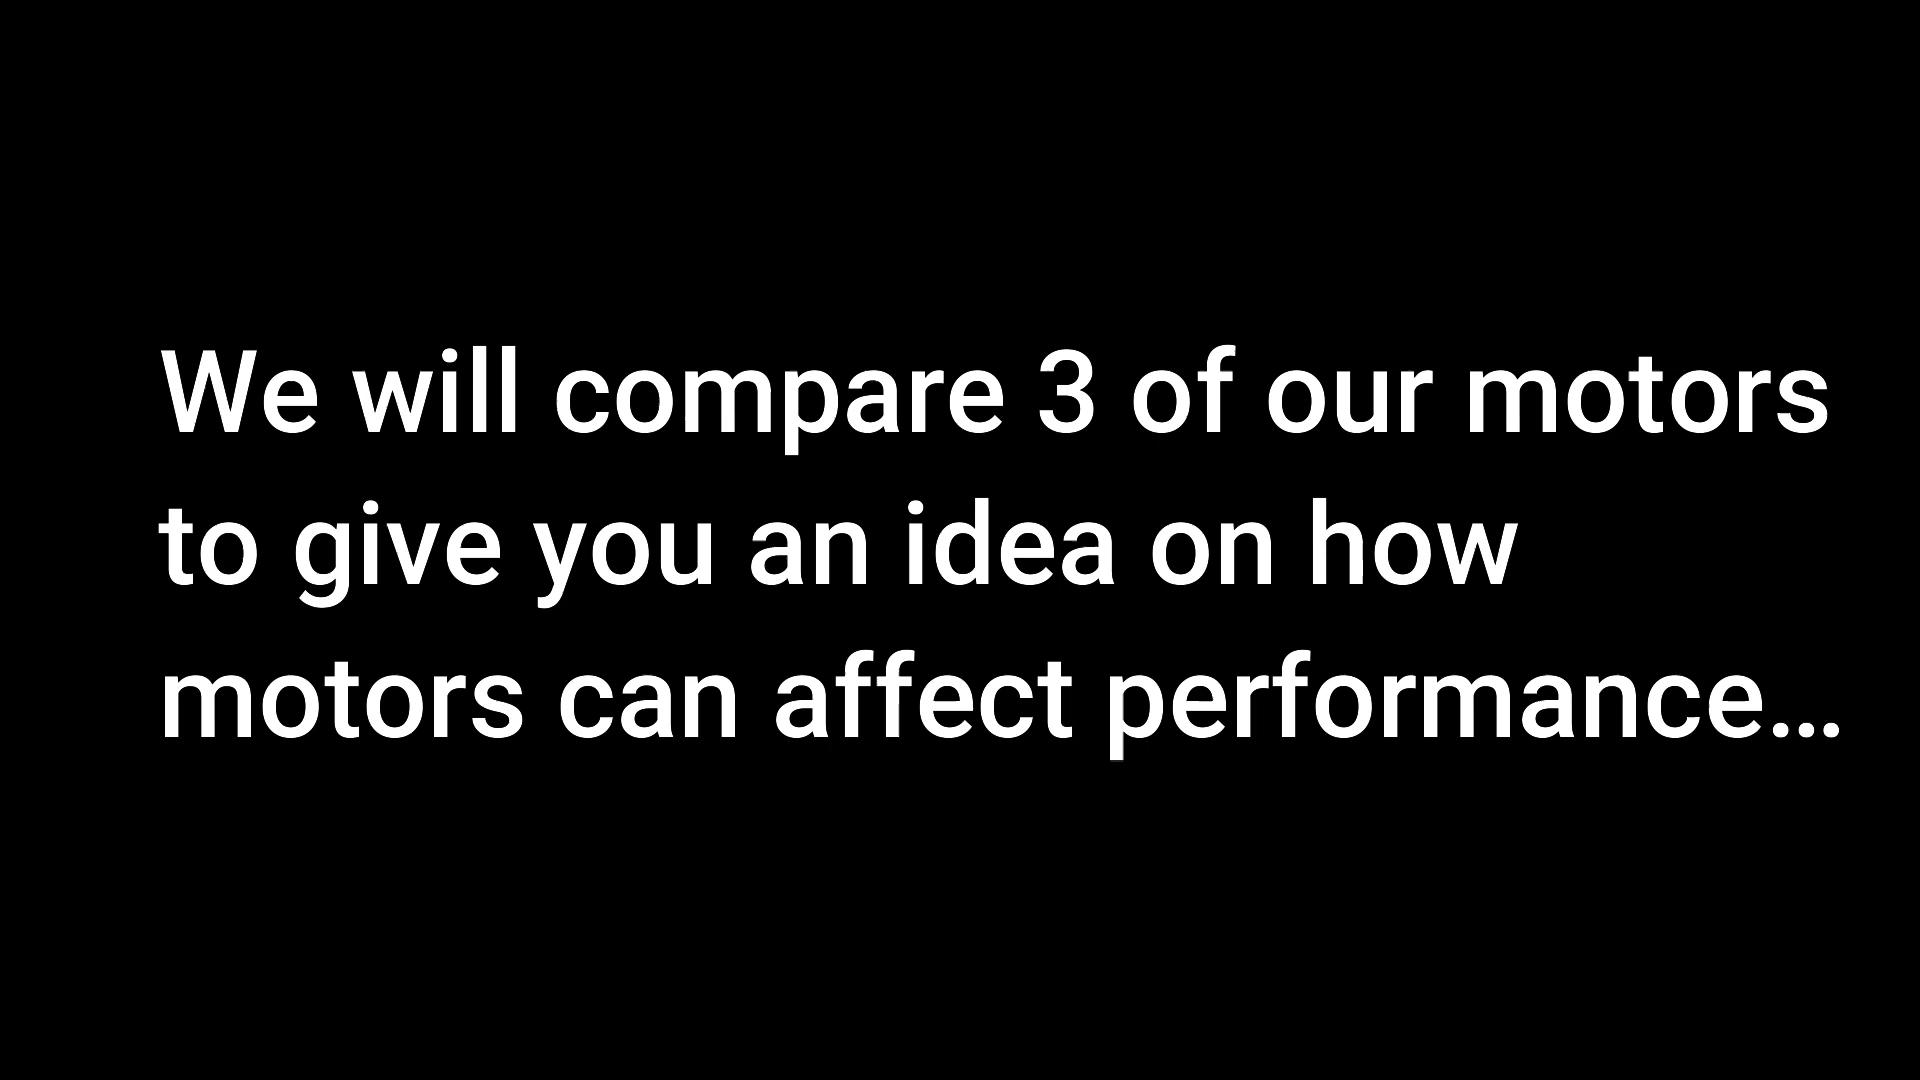 We will compare 3 of our motors
to give you an idea on how
motors can affect performance...